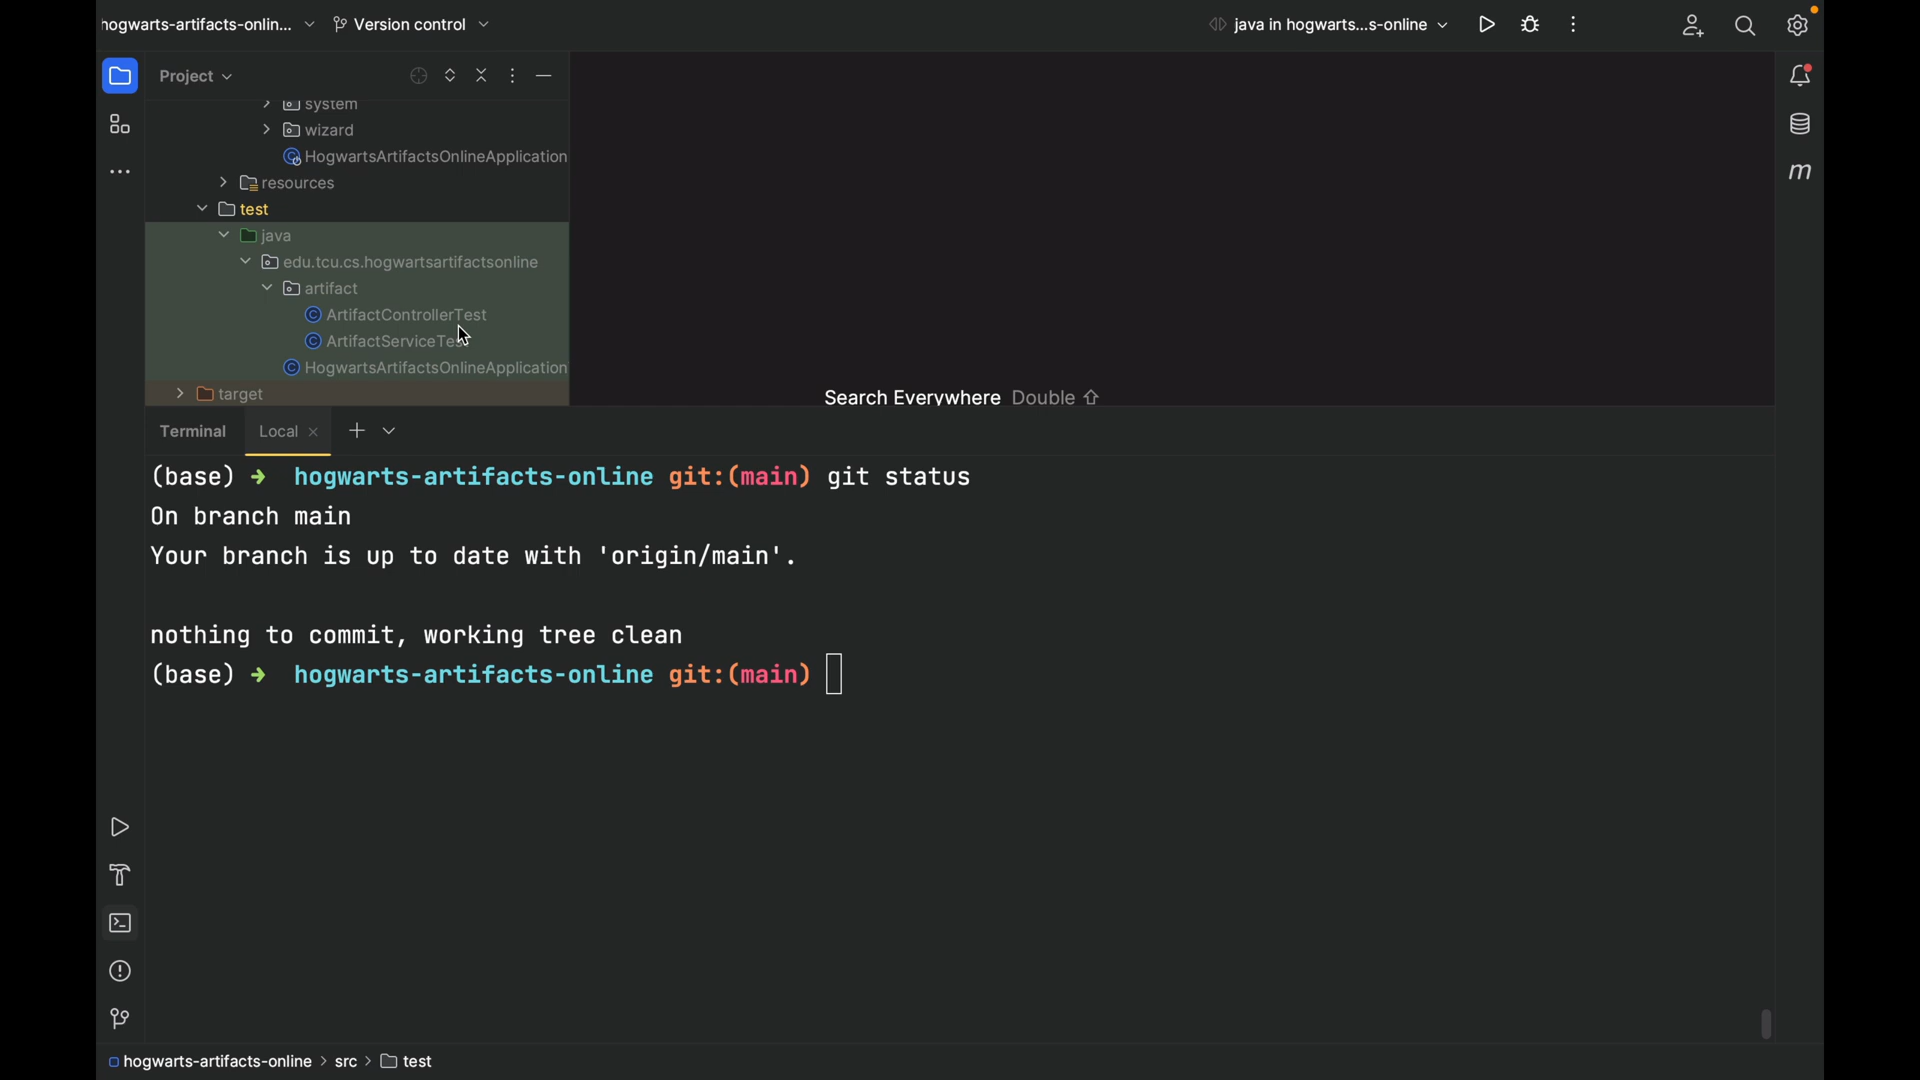 hogwarts-artifacts-onlin... Version control java in hogwarts...s-online
Project
system
wizard
HogwartsArtifactsOnlineApplication
resources
test
java
edu.tcu.cs.hogwartsartifactsonline
artifact
ArtifactControllerTest
ArtifactServiceTes
HogwartsArtifactsOnlineApplication
target
Search Everywhere Double ⇧
m
Terminal Local
(base) ➜ hogwarts-artifacts-online git:(main) git status
On branch main
Your branch is up to date with 'origin/main'.
nothing to commit, working tree clean
(base) ➜ hogwarts-artifacts-online git:(main)
hogwarts-artifacts-online > src > test